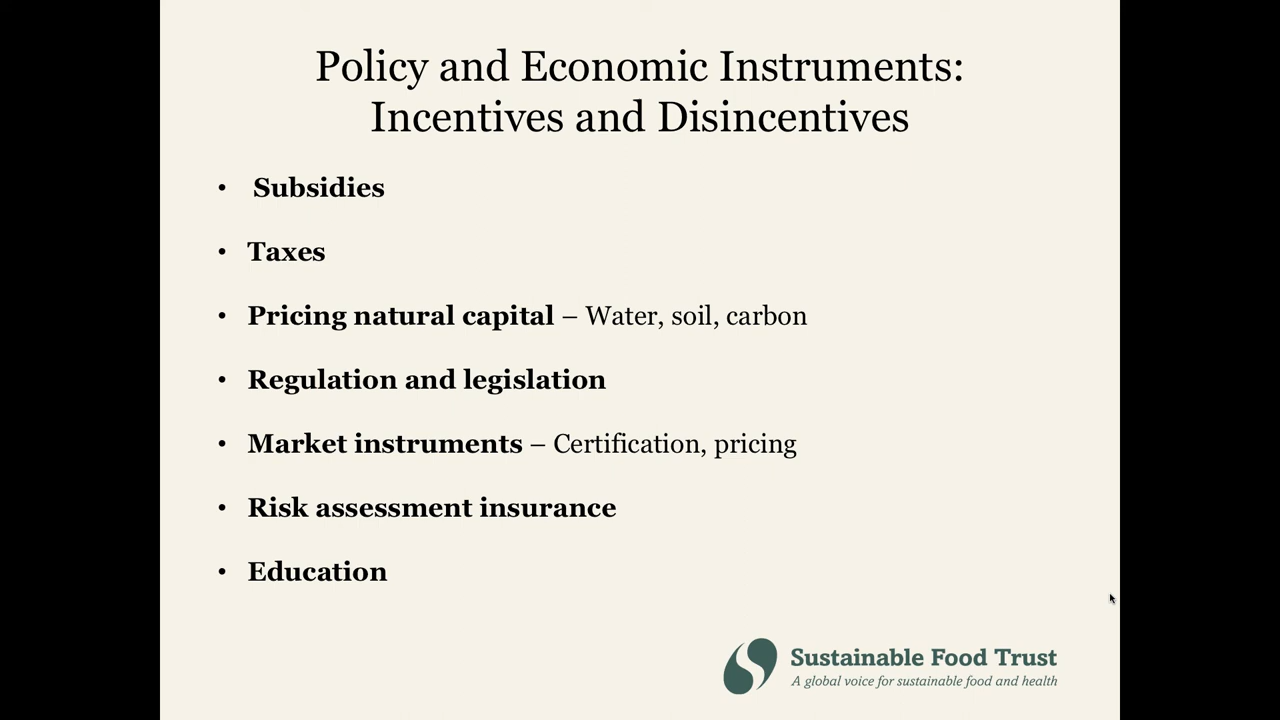 Policy and Economic Instruments:
Incentives and Disincentives
• Subsidies
• Taxes
• Pricing natural capital – Water, soil, carbon
• Regulation and legislation
• Market instruments – Certification, pricing
• Risk assessment insurance
• Education
Sustainable Food Trust
A global voice for sustainable food and health